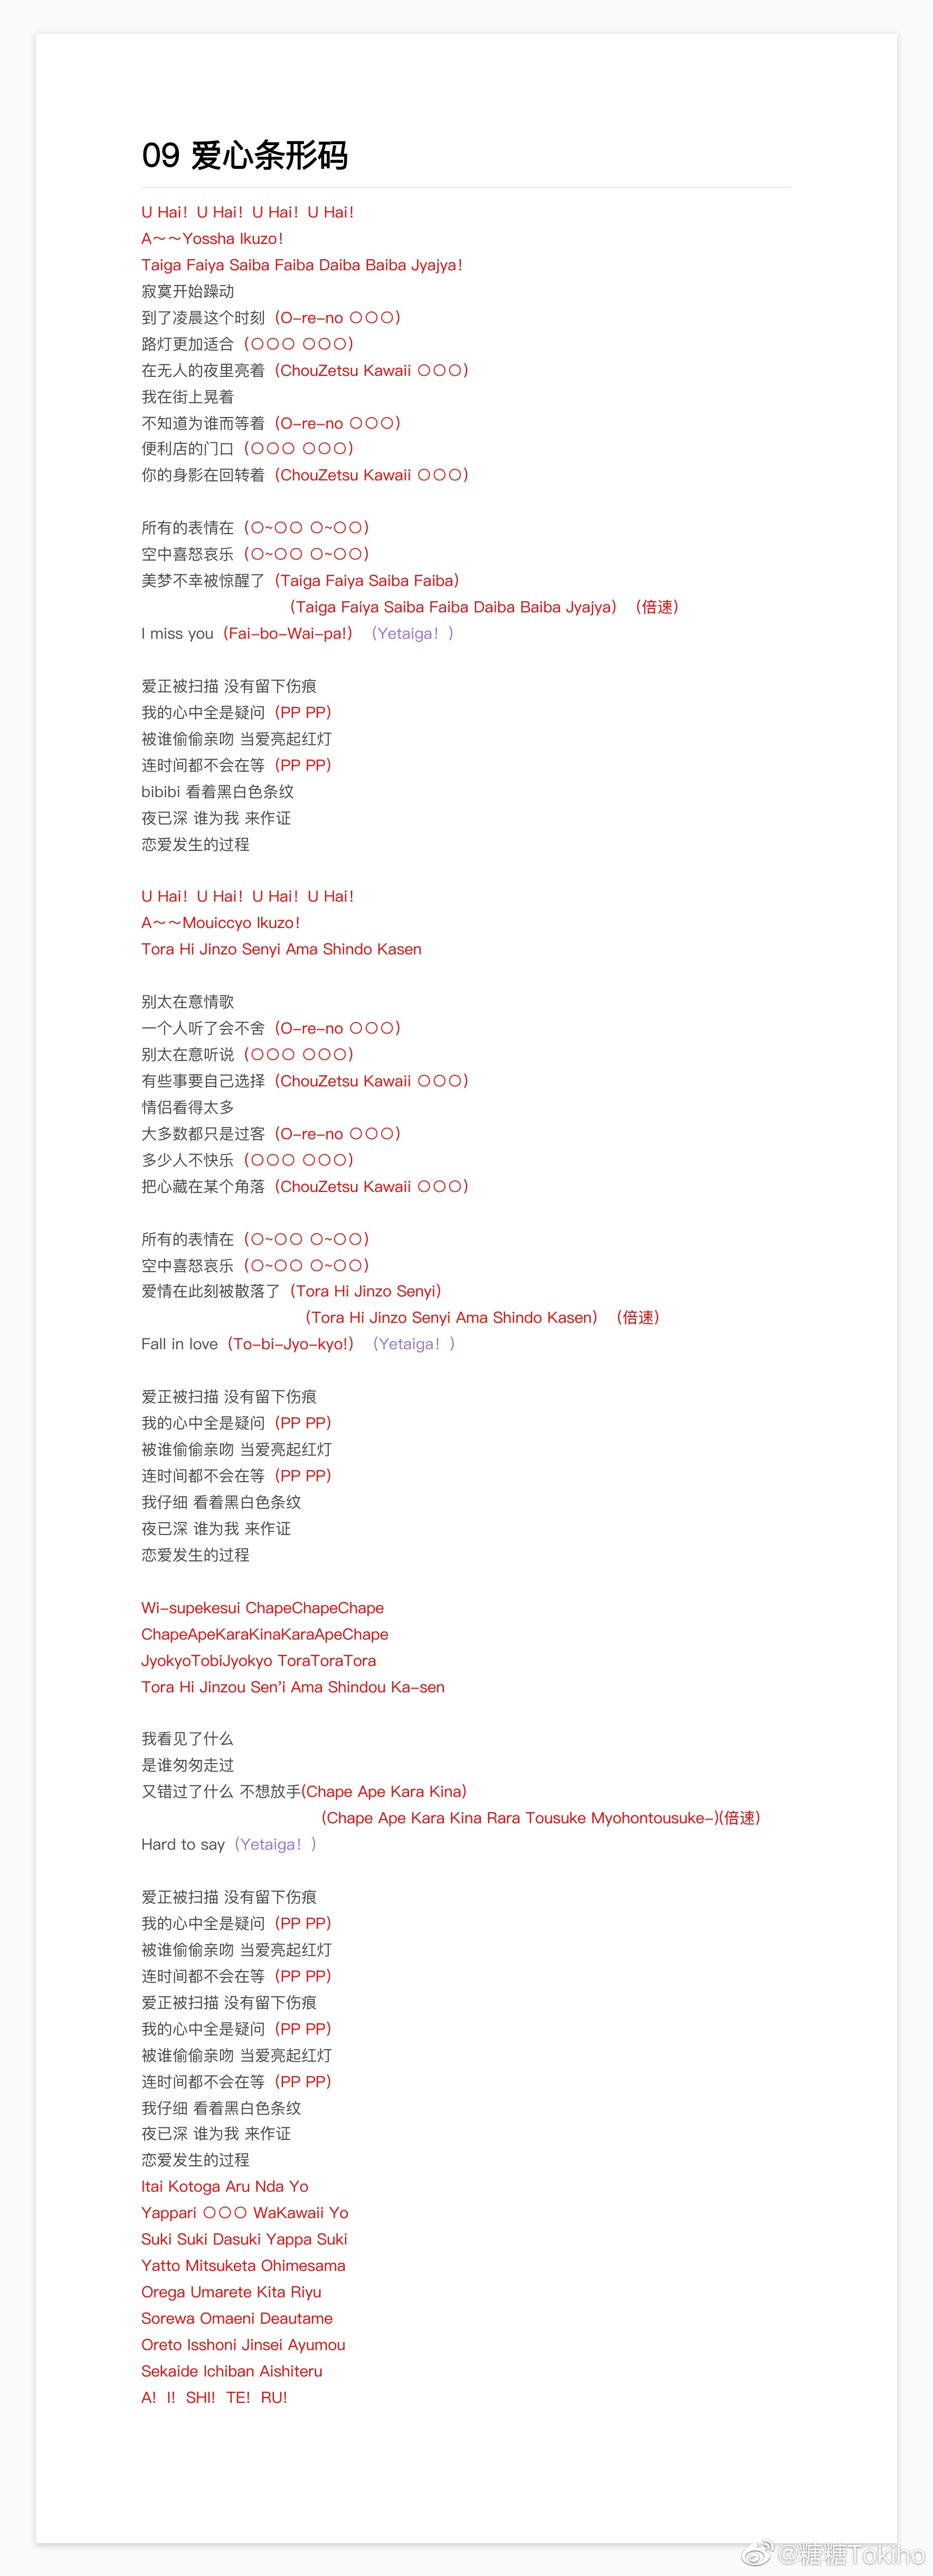 09 爱心条形码
U Hai！U Hai！U Hai！U Hai！
A～～Yossha Ikuzo！
Taiga Faiya Saiba Faiba Daiba Baiba Jyajya！
寂寞开始躁动
到了凌晨这个时刻（O-re-no 〇〇〇）
路灯更加适合（〇〇〇 〇〇〇）
在无人的夜里亮着（ChouZetsu Kawaii 〇〇〇）
我在街上晃着
不知道为谁而等着（O-re-no 〇〇〇）
便利店的门口（〇〇〇 〇〇〇）
你的身影在回转着（ChouZetsu Kawaii 〇〇〇）
所有的表情在（〇~〇〇 〇~〇〇）
空中喜怒哀乐（〇~〇〇 〇~〇〇）
美梦不幸被惊醒了（Taiga Faiya Saiba Faiba）
（Taiga Faiya Saiba Faiba Daiba Baiba Jyajya）（倍速）
I miss you（Fai-bo-Wai-pa!）（Yetaiga！）
爱正被扫描 没有留下伤痕
我的心中全是疑问（PP PP）
被谁偷偷亲吻 当爱亮起红灯
连时间都不会在等（PP PP）
bibibi 看着黑白色条纹
夜已深 谁为我 来作证
恋爱发生的过程
U Hai！U Hai！U Hai！U Hai！
A～～Mouiccyo Ikuzo！
Tora Hi Jinzo Senyi Ama Shindo Kasen
别太在意情歌
一个人听了会不舍（O-re-no 〇〇〇）
别太在意听说（〇〇〇 〇〇〇）
有些事要自己选择（ChouZetsu Kawaii 〇〇〇）
情侣看得太多
大多数都只是过客（O-re-no 〇〇〇）
多少人不快乐（〇〇〇 〇〇〇）
把心藏在某个角落（ChouZetsu Kawaii 〇〇〇）
所有的表情在（〇~〇〇 〇~〇〇）
空中喜怒哀乐（〇~〇〇 〇~〇〇）
爱情在此刻被散落了（Tora Hi Jinzo Senyi）
（Tora Hi Jinzo Senyi Ama Shindo Kasen）（倍速）
Fall in love（To-bi-Jyo-kyo!）（Yetaiga！）
爱正被扫描 没有留下伤痕
我的心中全是疑问（PP PP）
被谁偷偷亲吻 当爱亮起红灯
连时间都不会在等（PP PP）
我仔细 看着黑白色条纹
夜已深 谁为我 来作证
恋爱发生的过程
Wi-supekesui ChapeChapeChape
ChapeApeKaraKinaKaraApeChape
JyokyoTobiJyokyo ToraToraTora
Tora Hi Jinzou Sen’i Ama Shindou Ka-sen
我看见了什么
是谁匆匆走过
又错过了什么 不想放手(Chape Ape Kara Kina)
(Chape Ape Kara Kina Rara Tousuke Myohontousuke-)(倍速)
Hard to say（Yetaiga！）
爱正被扫描 没有留下伤痕
我的心中全是疑问（PP PP）
被谁偷偷亲吻 当爱亮起红灯
连时间都不会在等（PP PP）
爱正被扫描 没有留下伤痕
我的心中全是疑问（PP PP）
被谁偷偷亲吻 当爱亮起红灯
连时间都不会在等（PP PP）
我仔细 看着黑白色条纹
夜已深 谁为我 来作证
恋爱发生的过程
Itai Kotoga Aru Nda Yo
Yappari 〇〇〇 WaKawaii Yo
Suki Suki Dasuki Yappa Suki
Yatto Mitsuketa Ohimesama
Orega Umarete Kita Riyu
Sorewa Omaeni Deautame
Oreto Isshoni Jinsei Ayumou
Sekaide Ichiban Aishiteru
A！I！SHI！TE！RU！
@糖糖Tokiho